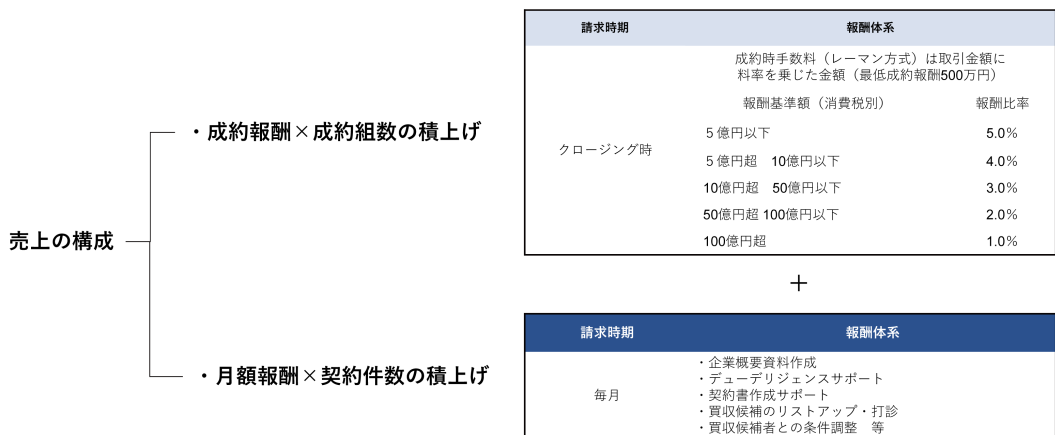 売上の構成
・成約報酬×成約組数の積上げ
・月額報酬×契約件数の積上げ
請求時期 報酬体系
成約時手数料（レーマン方式）は取引金額に
料率を乗じた金額（最低成約報酬500万円）
クロージング時
報酬基準額（消費税別） 報酬比率
５億円以下 5.0%
５億円超 10億円以下 4.0%
10億円超 50億円以下 3.0%
50億円超 100億円以下 2.0%
100億円超 1.0%
＋
請求時期 報酬体系
毎月
・企業概要資料作成
・デューデリジェンスサポート
・契約書作成サポート
・買収候補のリストアップ・打診
・買収候補者との条件調整 等